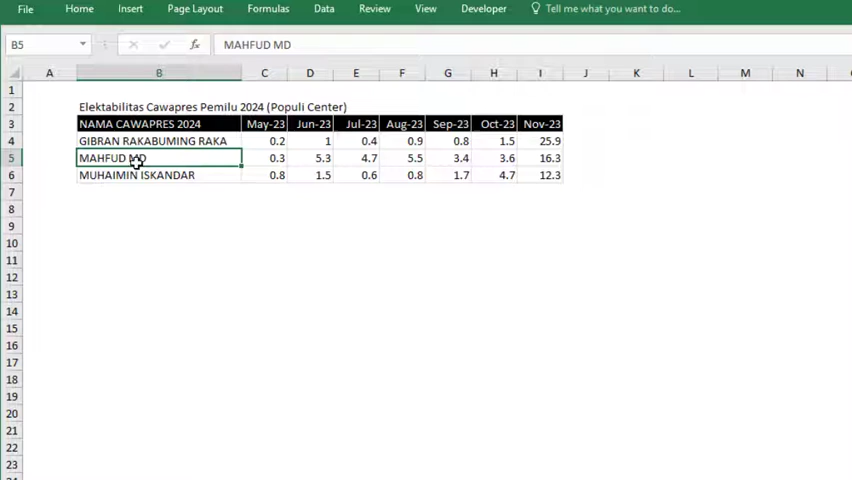 File Home Insert Page Layout Formulas Data Review View Developer Tell me what you want to do...
B5 fx MAHFUD MD
A B C D E F G H I J K L M N
1
2 Elektabilitas Cawapres Pemilu 2024 (Populi Center)
3 NAMA CAWAPRES 2024 May-23 Jun-23 Jul-23 Aug-23 Sep-23 Oct-23 Nov-23
4 GIBRAN RAKABUMING RAKA 0.2 1 0.4 0.9 0.8 1.5 25.9
5 MAHFUD MD 0.3 5.3 4.7 5.5 3.4 3.6 16.3
6 MUHAIMIN ISKANDAR 0.8 1.5 0.6 0.8 1.7 4.7 12.3
7
8
9
10
11
12
13
14
15
16
17
18
19
20
21
22
23